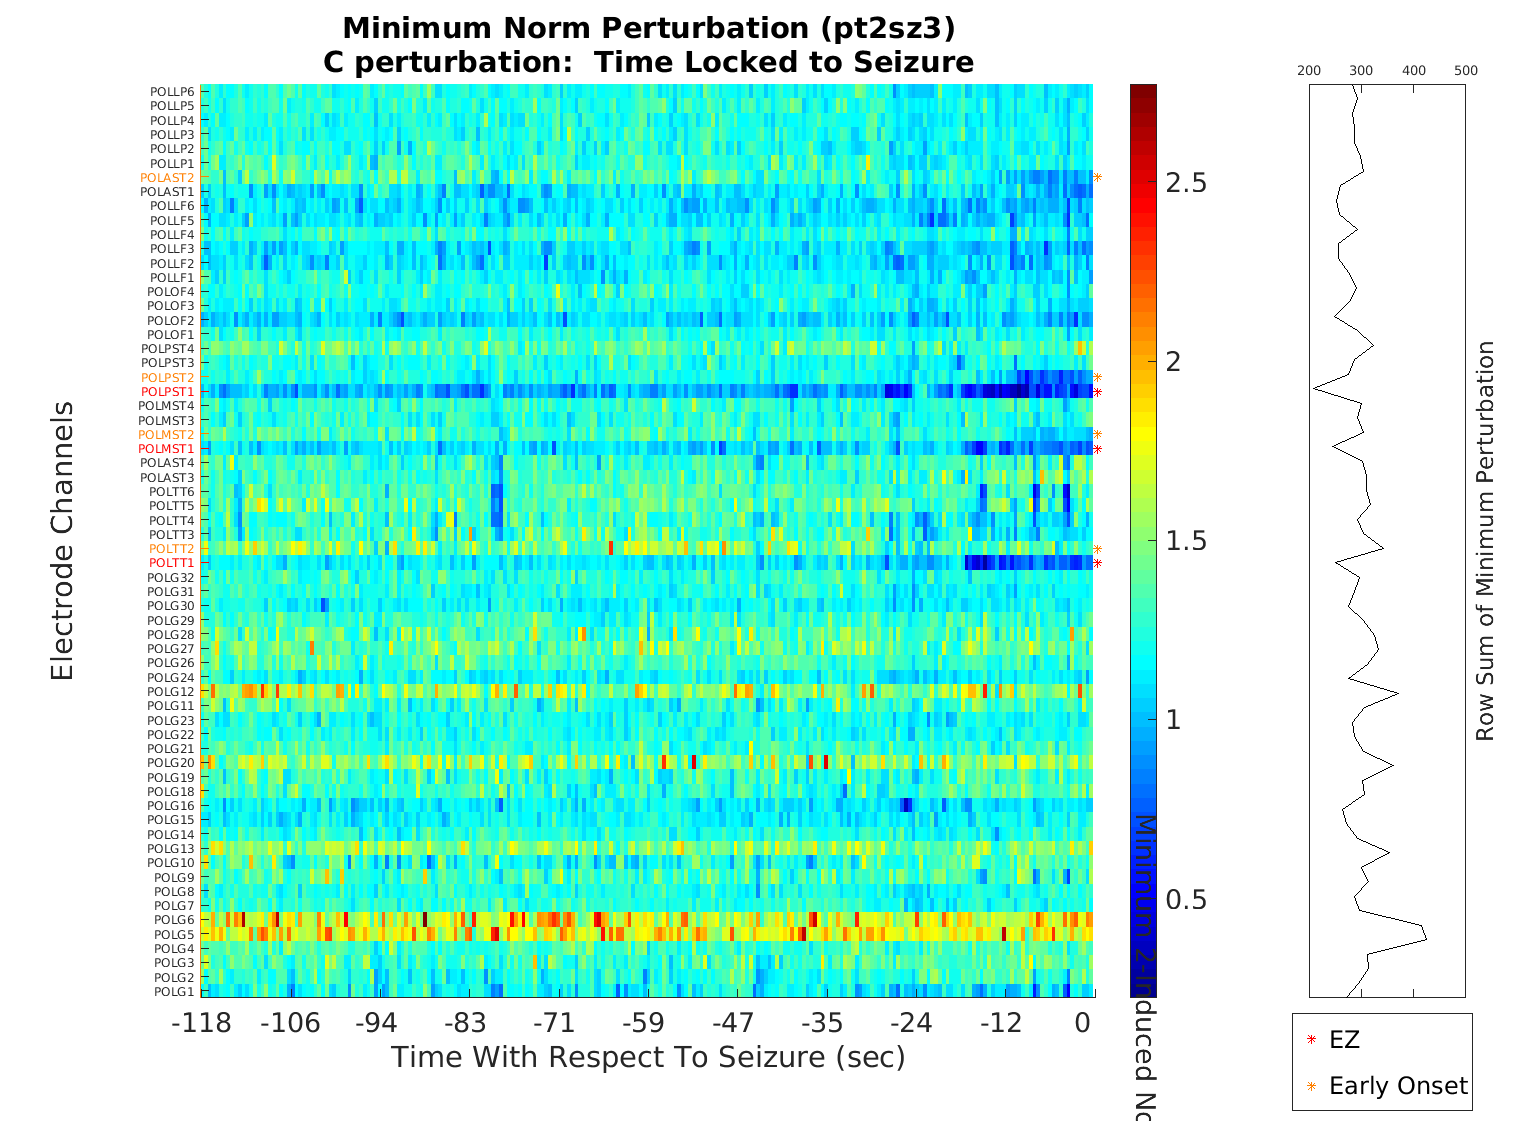 Minimum Norm Perturbation (pt2sz3)
C perturbation:  Time Locked to Seizure
200 300 400 500
POLLP6
POLLP5
POLLP4
POLLP3
POLLP2
POLLP1
POLAST2
POLAST1
POLLF6
POLLF5
POLLF4
POLLF3
POLLF2
POLLF1
POLOF4
POLOF3
POLOF2
POLOF1
POLPST4
POLPST3
POLPST2
POLPST1
POLMST4
POLMST3
POLMST2
POLMST1
POLAST4
POLAST3
POLTT6
POLTT5
POLTT4
POLTT3
POLTT2
POLTT1
POLG32
POLG31
POLG30
POLG29
POLG28
POLG27
POLG26
POLG24
POLG12
POLG11
POLG23
POLG22
POLG21
POLG20
POLG19
POLG18
POLG16
POLG15
POLG14
POLG13
POLG10
POLG9
POLG8
POLG7
POLG6
POLG5
POLG4
POLG3
POLG2
POLG1
Electrode Channels
-118 -106 -94 -83 -71 -59 -47 -35 -24 -12 0
Time With Respect To Seizure (sec)
2.5
2
1.5
1
0.5
Minimum 2-Induced No
Row Sum of Minimum Perturbation
EZ
Early Onset